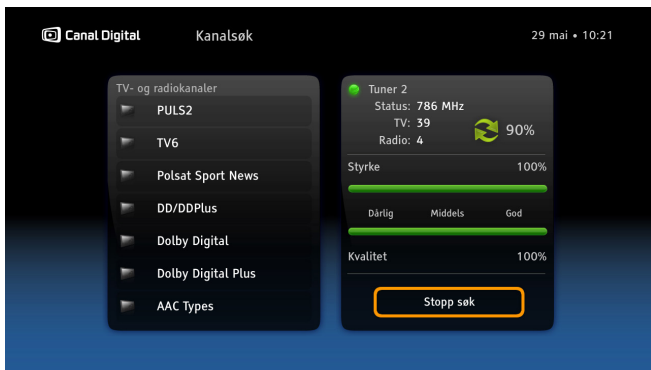 Canal Digital Kanalsøk 29 mai • 10:21
TV- og radiokanaler
PULS2
TV6
Polsat Sport News
DD/DDPlus
Dolby Digital
Dolby Digital Plus
AAC Types
Tuner 2
Status: 786 MHz
TV: 39
Radio: 4
90%
Styrke 100%
Dårlig Middels God
Kvalitet 100%
Stopp søk